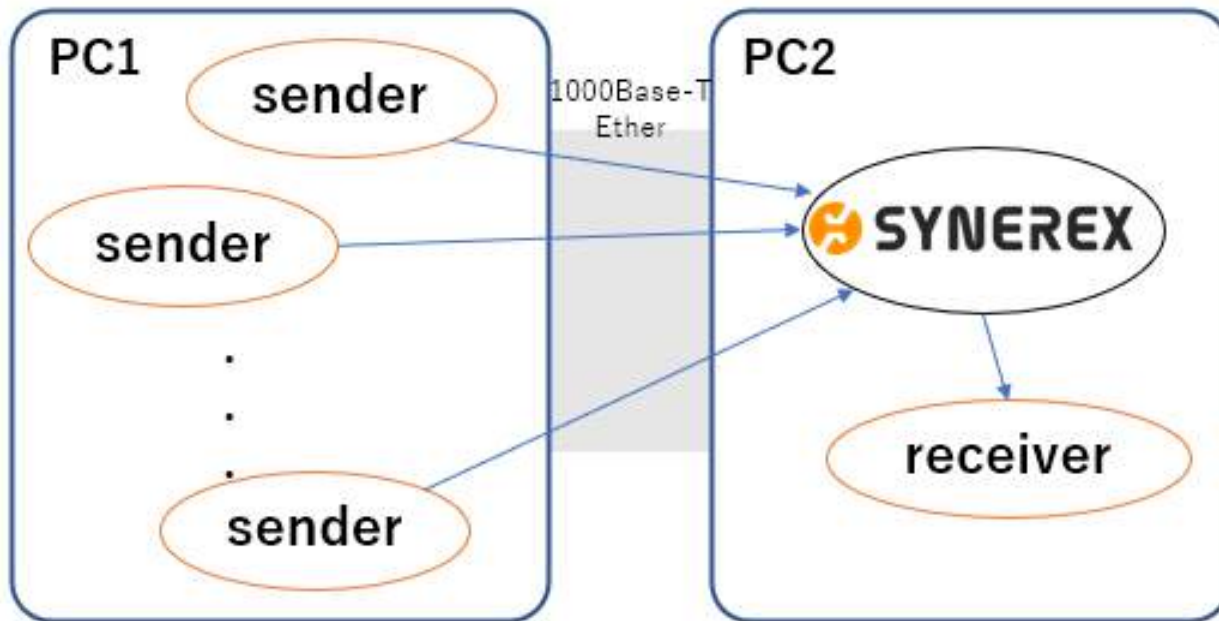 PC1
sender
sender
sender
1000Base-T
Ether
PC2
SYNEREX
receiver